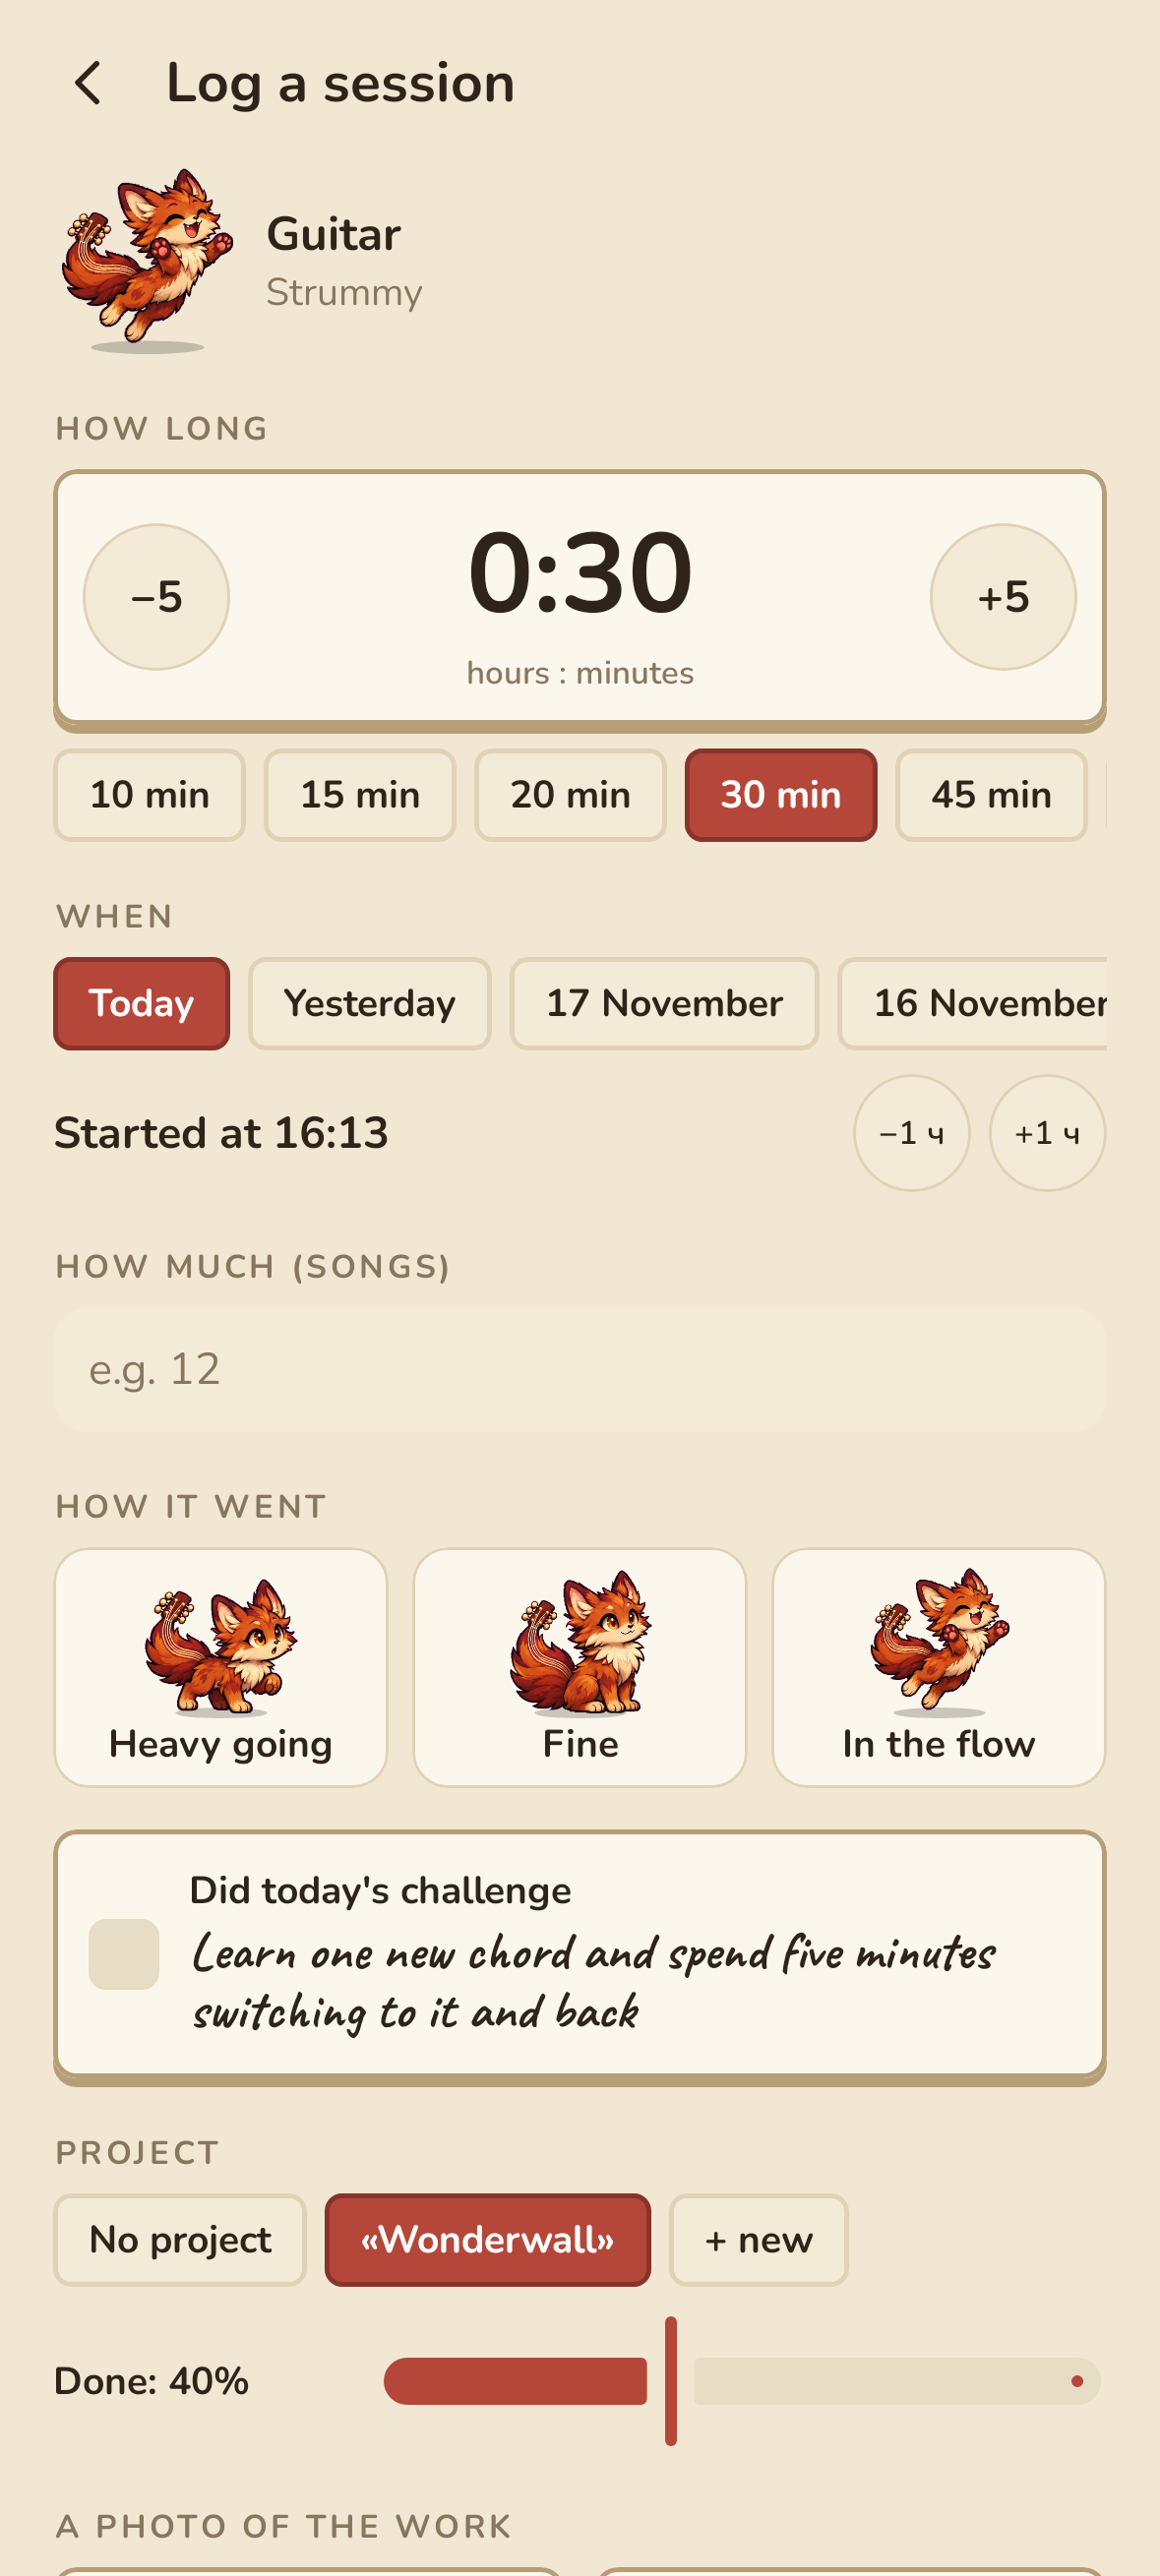 Log a session
Guitar
Strummy
HOW LONG
−5
0:30
+5
hours : minutes
10 min
15 min
20 min
30 min
45 min
WHEN
Today
Yesterday
17 November
16 November
Started at 16:13
−1 ч
+1 ч
HOW MUCH (SONGS)
e.g. 12
HOW IT WENT
Heavy going
Fine
In the flow
Did today's challenge
Learn one new chord and spend five minutes
switching to it and back
PROJECT
No project
«Wonderwall»
+ new
Done: 40%
A PHOTO OF THE WORK